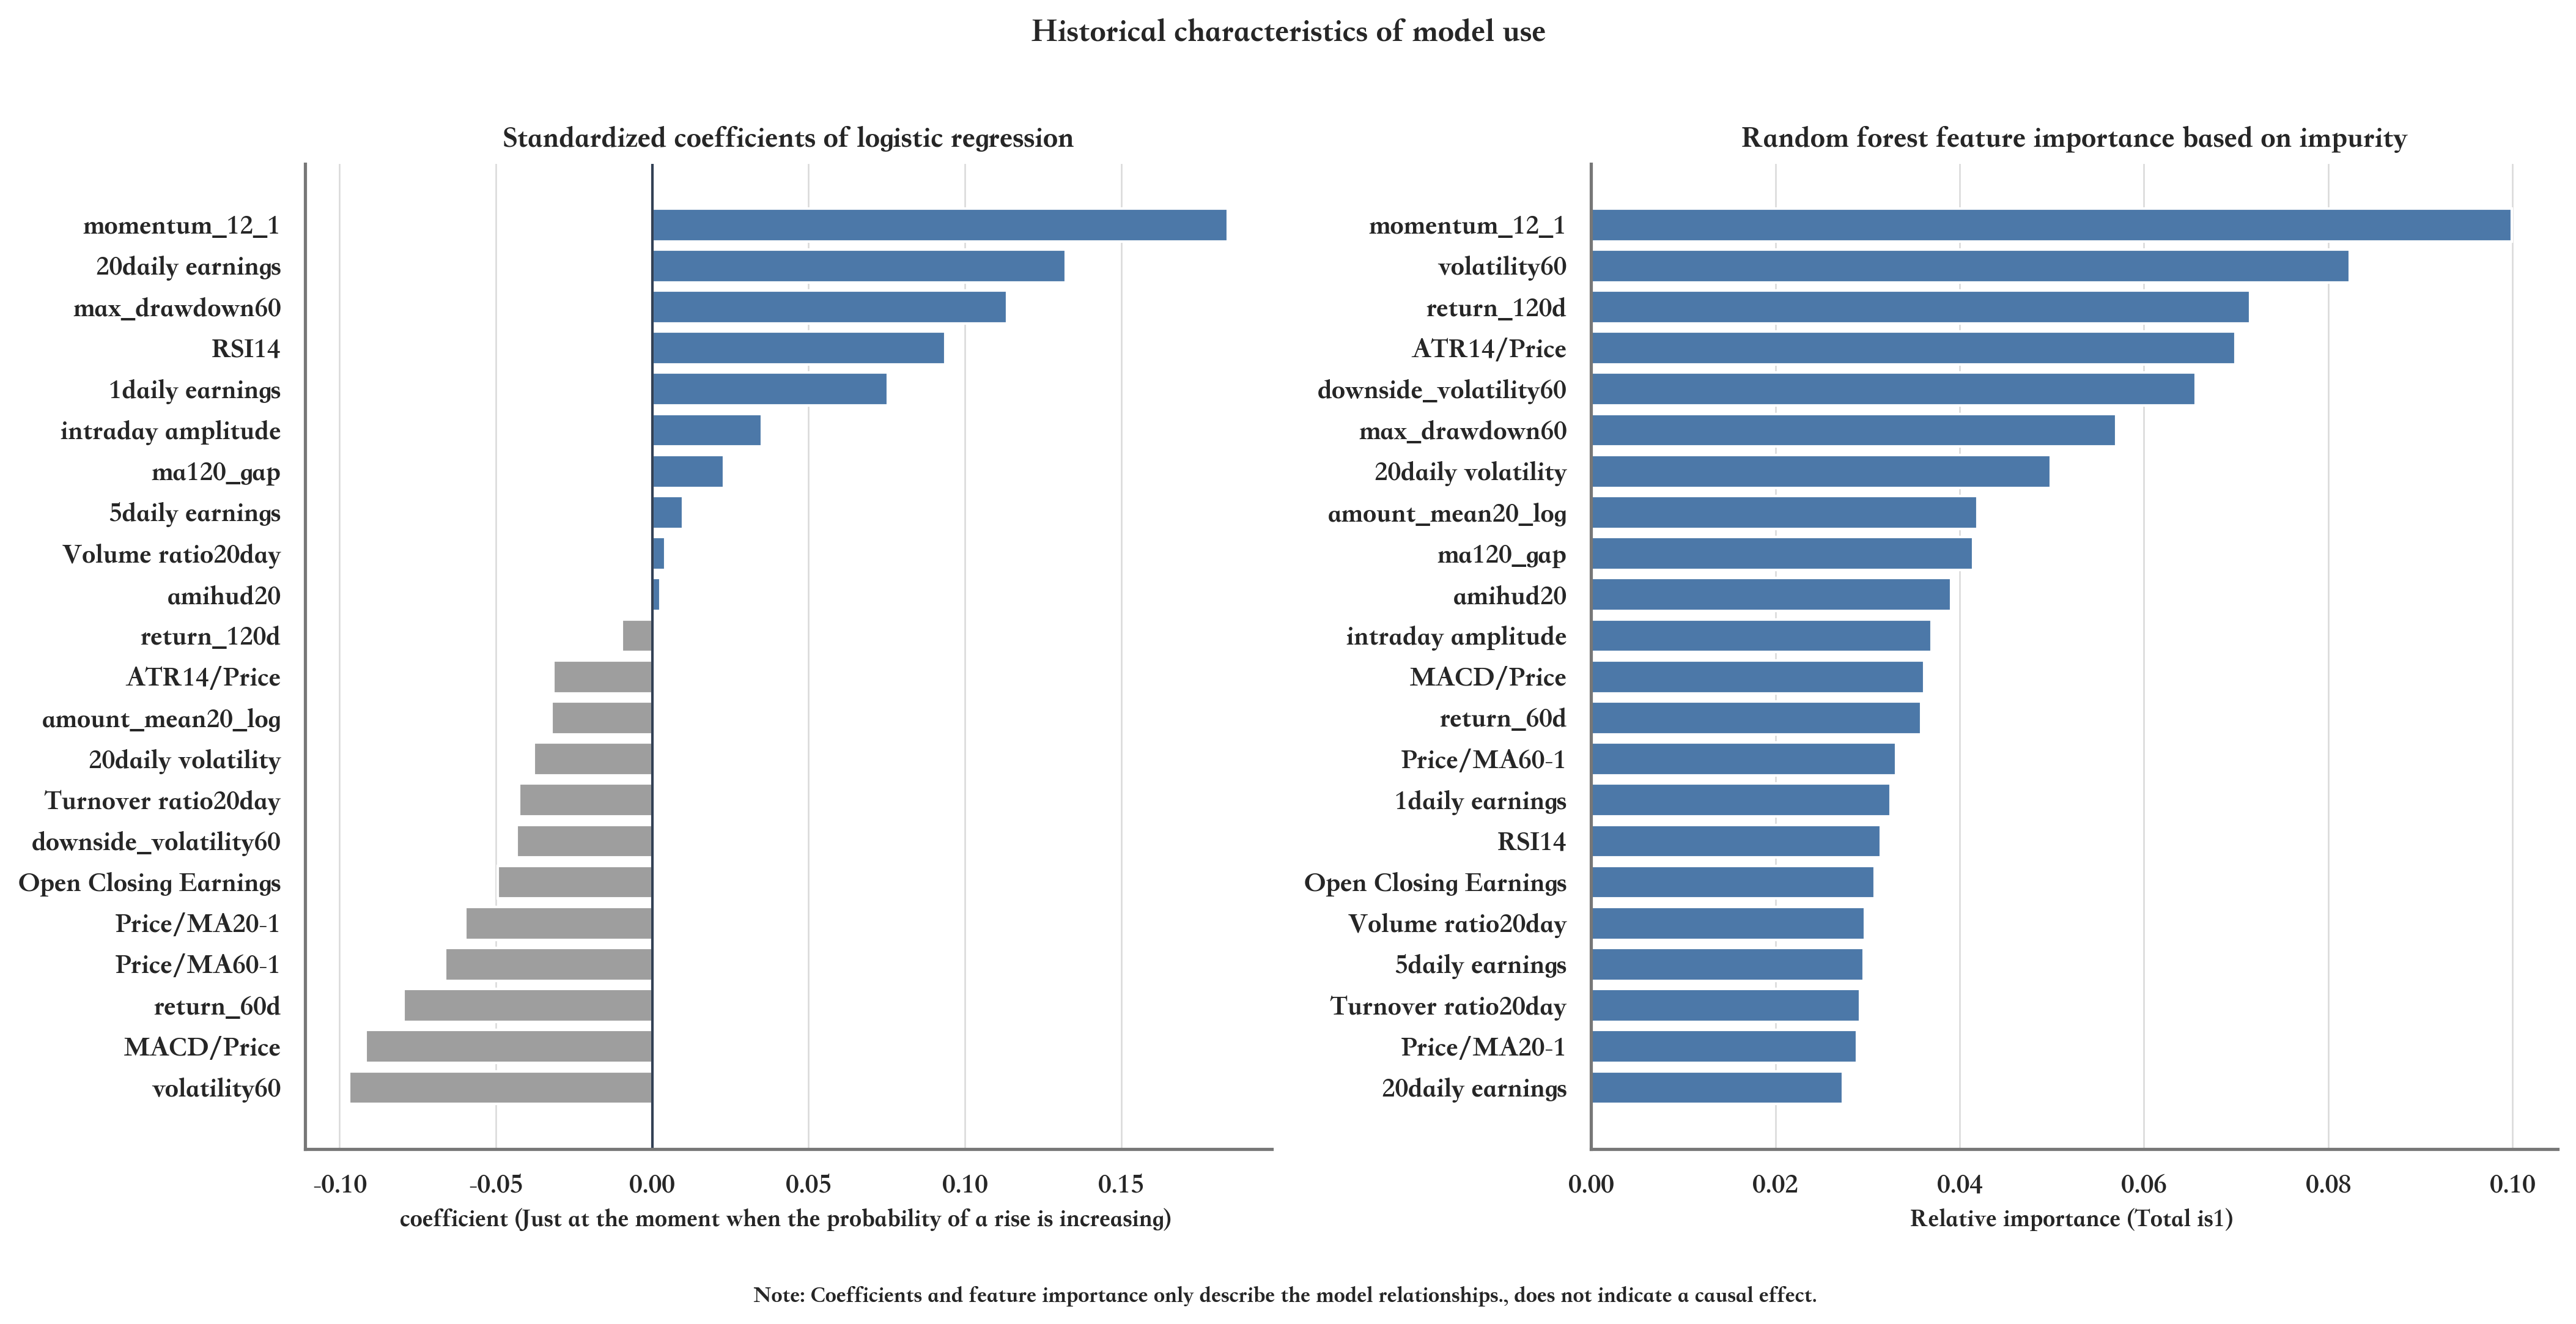 Historical characteristics of model use
Standardized coefficients of logistic regression
momentum_12_1
20daily earnings
max_drawdown60
RSI14
1daily earnings
intraday amplitude
ma120_gap
5daily earnings
Volume ratio20day
amihud20
return_120d
ATR14/Price
amount_mean20_log
20daily volatility
Turnover ratio20day
downside_volatility60
Open Closing Earnings
Price/MA20-1
Price/MA60-1
return_60d
MACD/Price
volatility60
-0.10 -0.05 0.00 0.05 0.10 0.15
coefficient (Just at the moment when the probability of a rise is increasing)
Random forest feature importance based on impurity
momentum_12_1
volatility60
return_120d
ATR14/Price
downside_volatility60
max_drawdown60
20daily volatility
amount_mean20_log
ma120_gap
amihud20
intraday amplitude
MACD/Price
return_60d
Price/MA60-1
1daily earnings
RSI14
Open Closing Earnings
Volume ratio20day
5daily earnings
Turnover ratio20day
Price/MA20-1
20daily earnings
0.00 0.02 0.04 0.06 0.08 0.10
Relative importance (Total is1)
Note: Coefficients and feature importance only describe the model relationships., does not indicate a causal effect.